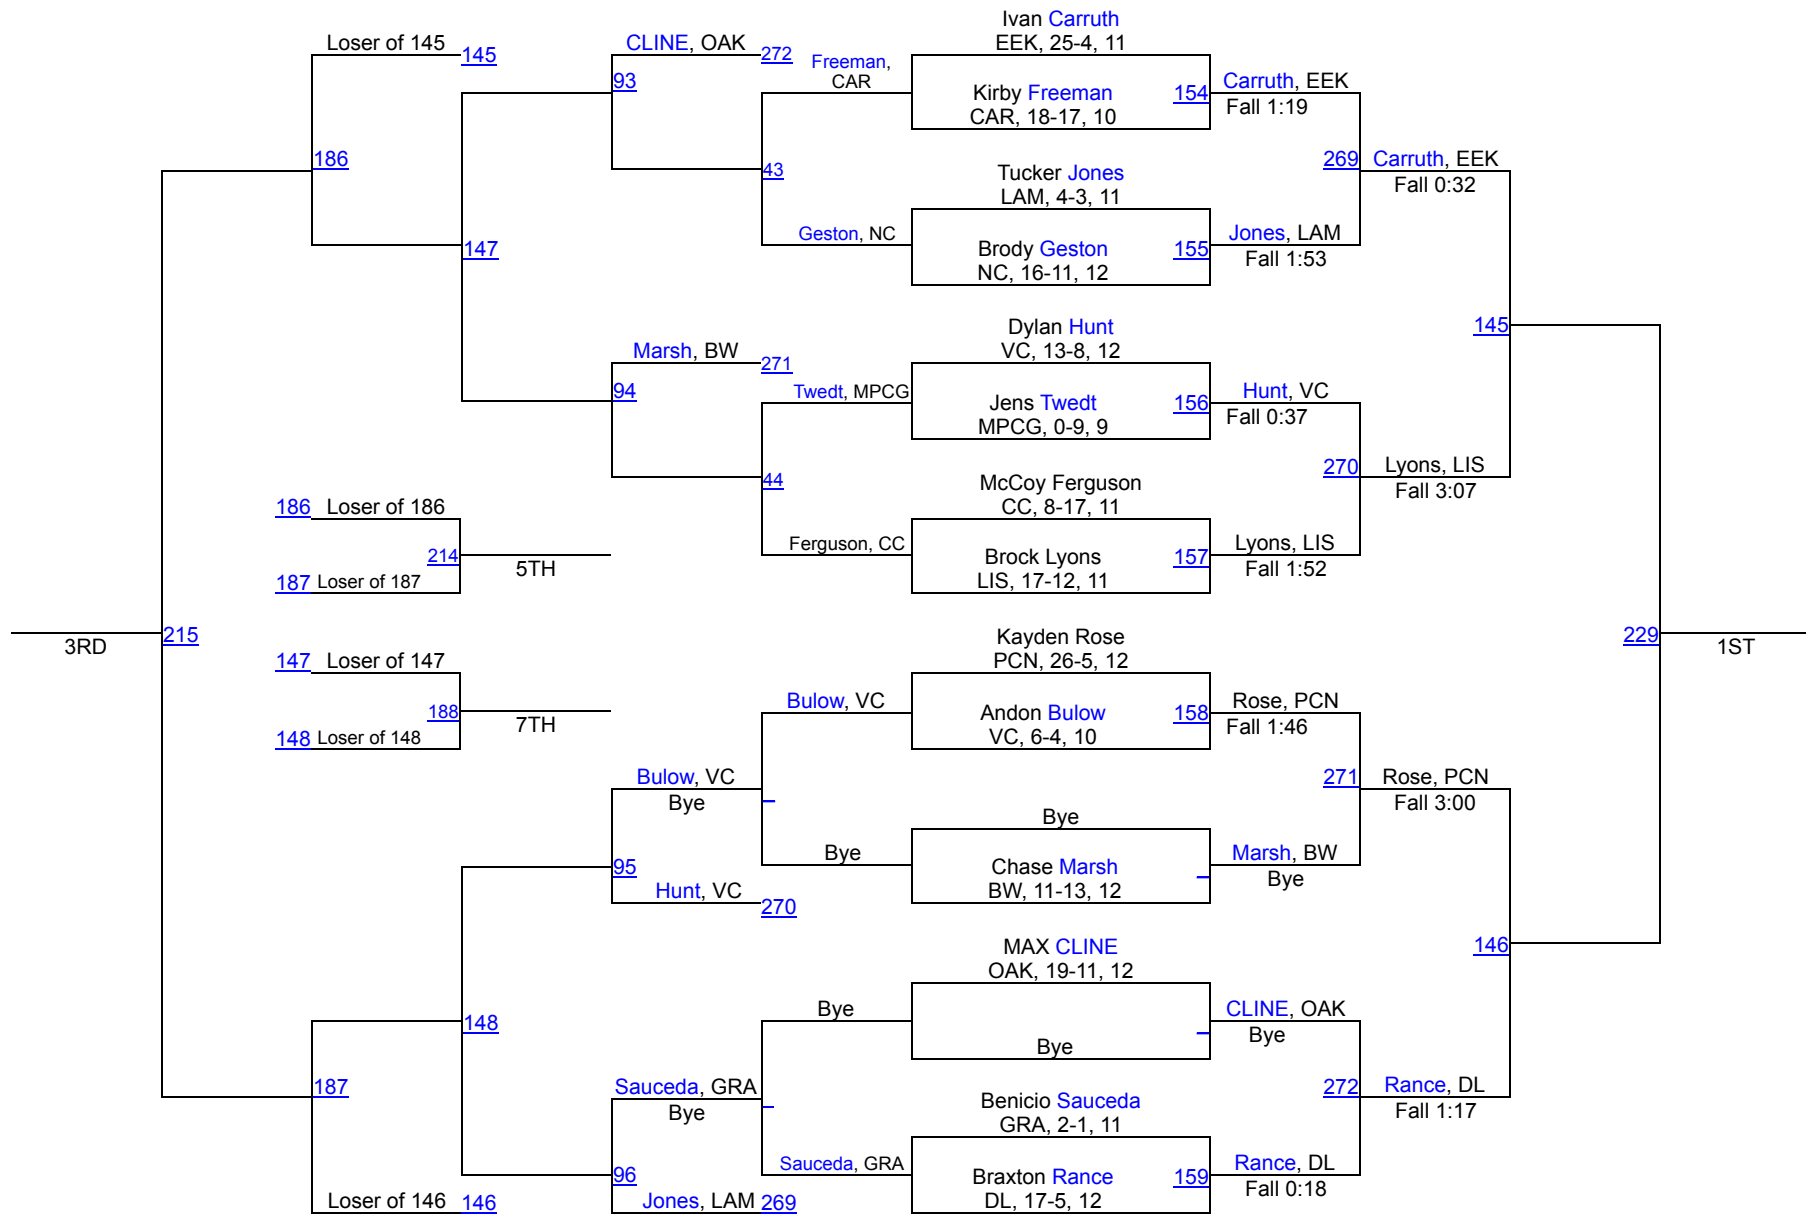 Loser of 145
145
186
147
CLINE, OAK
272
93
43
Freeman,
CAR
Geston, NC
Marsh, BW
271
94
Twedt, MPCG
44
Ferguson, CC
186 Loser of 186
214
5TH
187 Loser of 187
3RD
215
147 Loser of 147
188
7TH
148 Loser of 148
Bulow, VC
Bulow, VC
Bye
Bye
95
Hunt, VC
270
148
187
Bye
Sauceda, GRA
Bye
Sauceda, GRA
96
Jones, LAM 269
Loser of 146 146
Ivan Carruth
EEK, 25-4, 11
Kirby Freeman
CAR, 18-17, 10
154
Carruth, EEK
Fall 1:19
Tucker Jones
LAM, 4-3, 11
Brody Geston
NC, 16-11, 12
155
Jones, LAM
Fall 1:53
269
Carruth, EEK
Fall 0:32
Dylan Hunt
VC, 13-8, 12
Jens Twedt
MPCG, 0-9, 9
156
Hunt, VC
Fall 0:37
145
McCoy Ferguson
CC, 8-17, 11
Brock Lyons
LIS, 17-12, 11
157
Lyons, LIS
Fall 1:52
270
Lyons, LIS
Fall 3:07
Kayden Rose
PCN, 26-5, 12
Andon Bulow
VC, 6-4, 10
158
Rose, PCN
Fall 1:46
229
1ST
Bye
Chase Marsh
BW, 11-13, 12
Marsh, BW
Bye
271
Rose, PCN
Fall 3:00
MAX CLINE
OAK, 19-11, 12
Bye
CLINE, OAK
Bye
146
Benicio Sauceda
GRA, 2-1, 11
Braxton Rance
DL, 17-5, 12
159
Rance, DL
Fall 0:18
272
Rance, DL
Fall 1:17